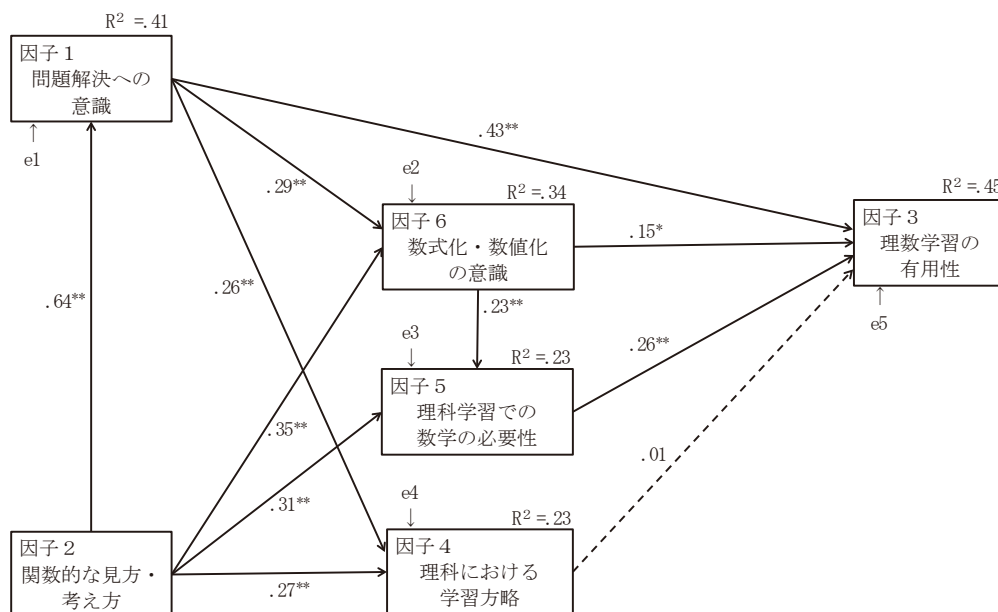 R² =.41
因子1
問題解決への
意識
↑
e1
.43**
e2
↓
.29**
R² =.34
因子6
数式化・数値化
の意識
.15*
R² =.45
因子3
理数学習の
有用性
↑
e5
.64**
.26**
.23**
e3
↓
R² =.23
.26**
因子5
理科学習での
数学の必要性
.35**
.31**
.01
e4
↓
R² =.23
因子2
関数的な見方・
考え方
.27**
因子4
理科における
学習方略